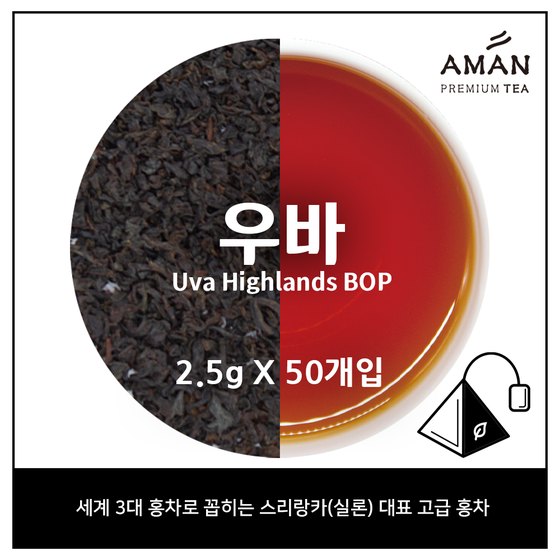 AMAN
PREMIUM TEA
우바
Uva Highlands BOP
2.5g X 50개입
세계 3대 홍차로 꼽히는 스리랑카(실론) 대표 고급 홍차